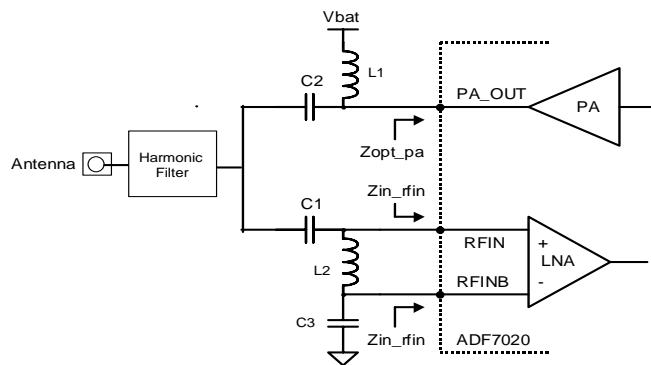 Vbat
C2
L1
PA_OUT
PA
Zopt_pa
Antenna
Harmonic
Filter
Zin_rfin
C1
RFIN
L2
+
LNA
-
RFINB
C3
Zin_rfin
ADF7020